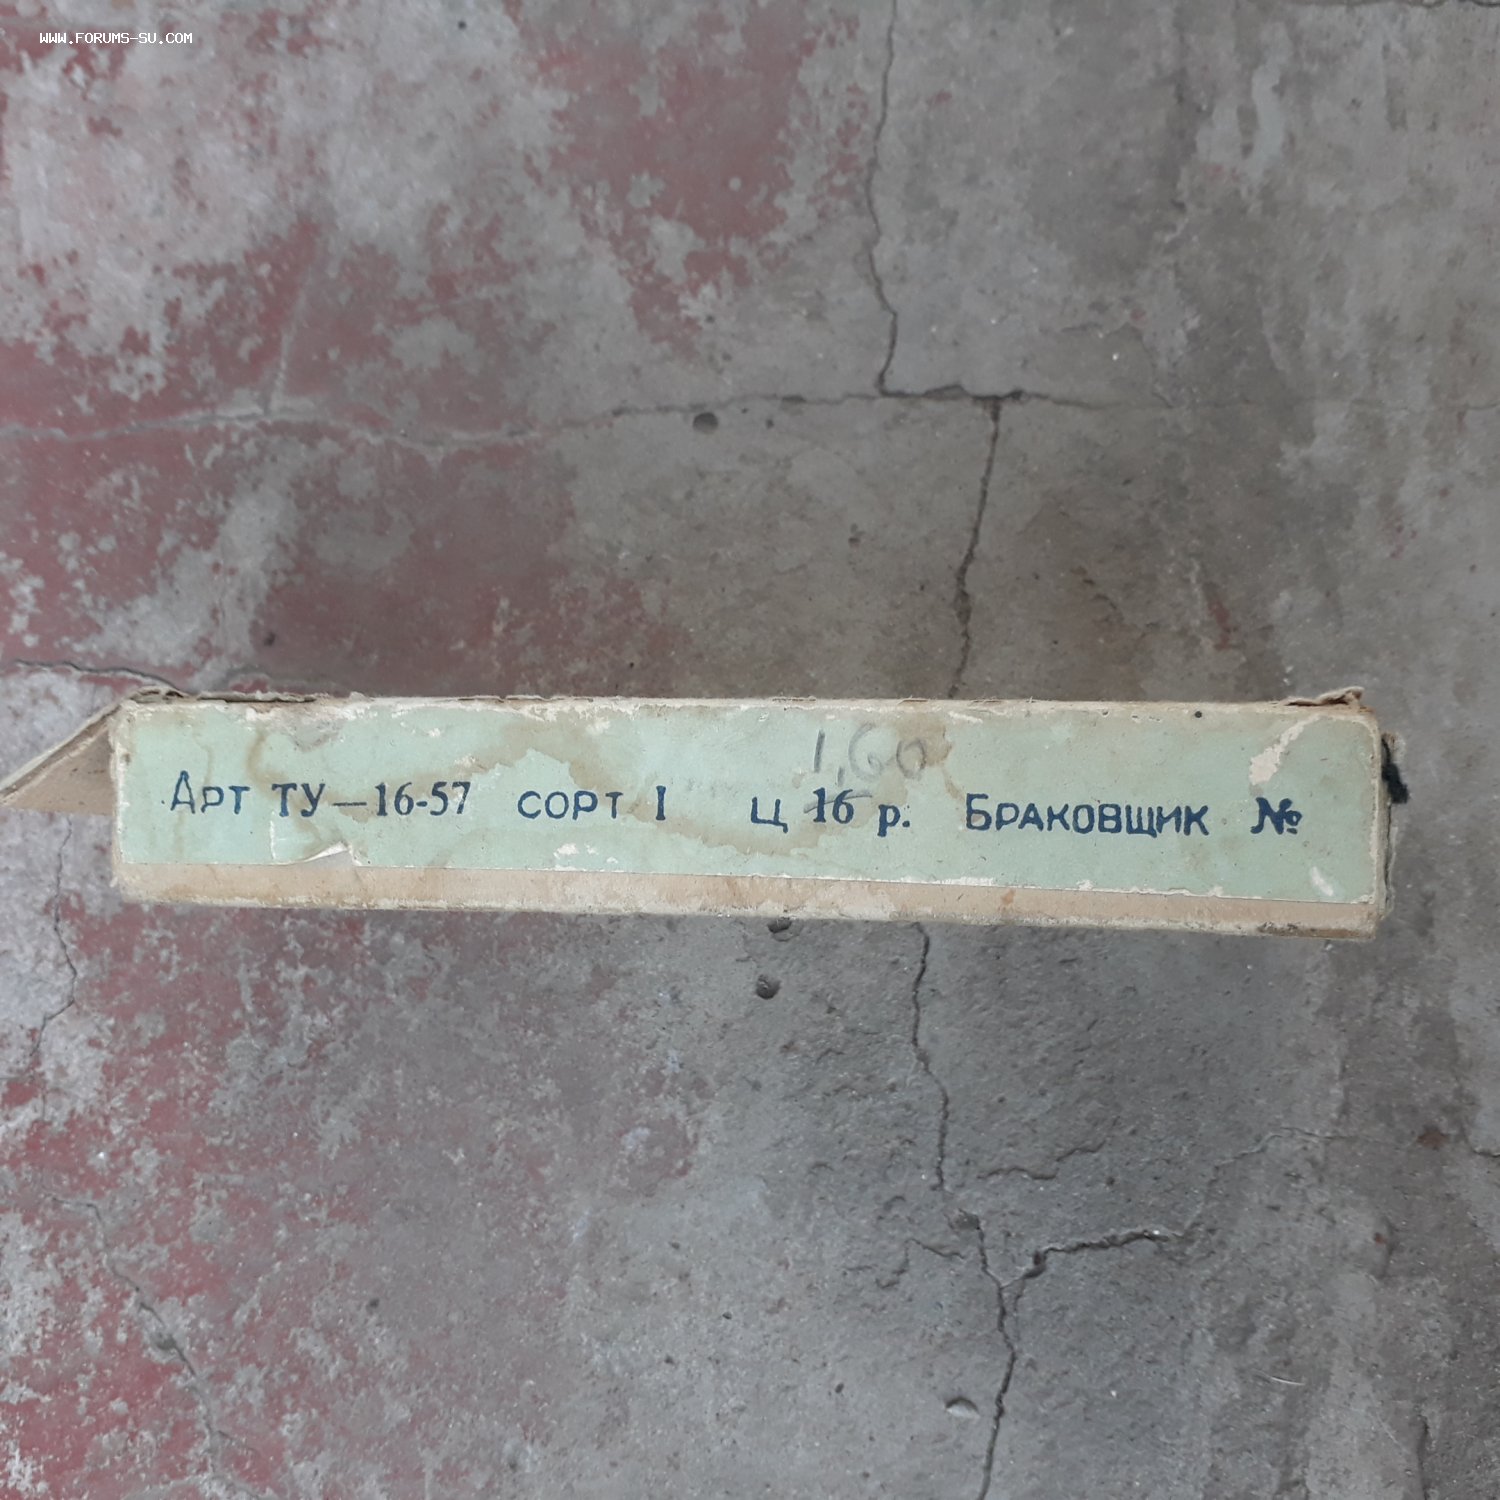 WWW.FORUMS-SU.COM
1,60
Арт ТУ—16-57 сорт I Ц 16 р. Браковщик №